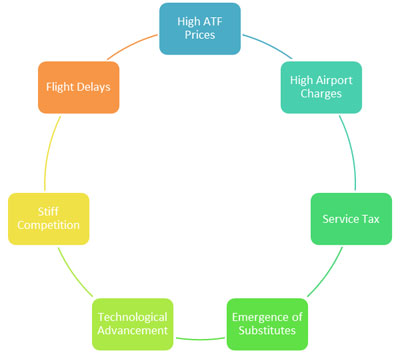 High ATF
Prices
High Airport
Charges
Service Tax
Emergence of
Substitutes
Technological
Advancement
Stiff
Competition
Flight Delays